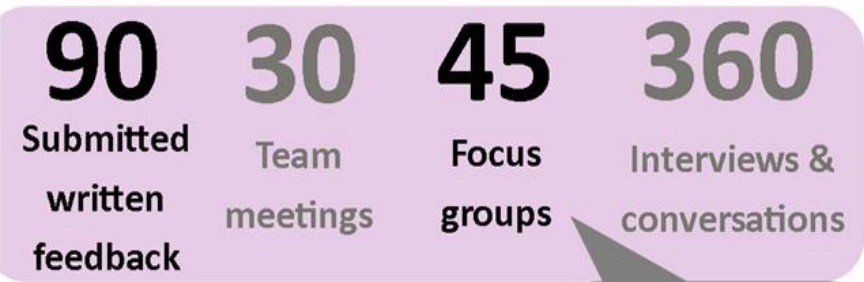 90 30 45 360
Submitted
written
feedback
Team
meetings
Focus
groups
Interviews &
conversations